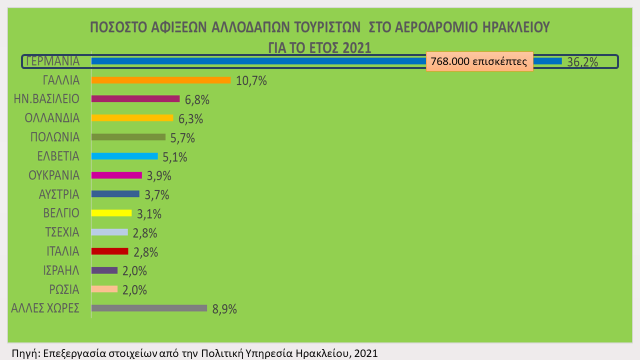 ΠΟΣΟΣΤΟ ΑΦΙΞΕΩΝ ΑΛΛΟΔΑΠΩΝ ΤΟΥΡΙΣΤΩΝ ΣΤΟ ΑΕΡΟΔΡΟΜΙΟ ΗΡΑΚΛΕΙΟΥ
ΓΙΑ ΤΟ ΕΤΟΣ 2021
ΓΕΡΜΑΝΙΑ 768.000 επισκέπτες 36,2%
ΓΑΛΛΙΑ 10,7%
ΗΝ.ΒΑΣΙΛΕΙΟ 6,8%
ΟΛΛΑΝΔΙΑ 6,3%
ΠΟΛΩΝΙΑ 5,7%
ΕΛΒΕΤΙΑ 5,1%
ΟΥΚΡΑΝΙΑ 3,9%
ΑΥΣΤΡΙΑ 3,7%
ΒΕΛΓΙΟ 3,1%
ΤΣΕΧΙΑ 2,8%
ΙΤΑΛΙΑ 2,8%
ΙΣΡΑΗΛ 2,0%
ΡΩΣΙΑ 2,0%
ΑΛΛΕΣ ΧΩΡΕΣ 8,9%
Πηγή: Επεξεργασία στοιχείων από την Πολιτική Υπηρεσία Ηρακλείου, 2021